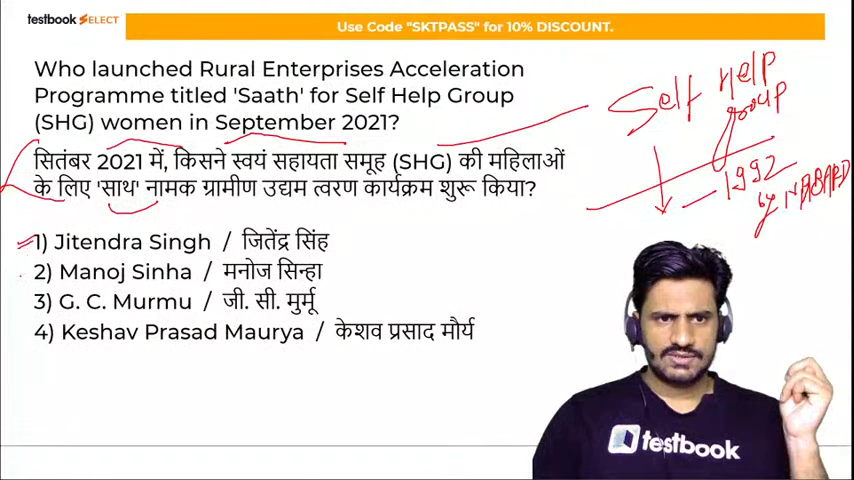 testbook SELECT
Use Code "SKTPASS" for 10% DISCOUNT.
Who launched Rural Enterprises Acceleration
Programme titled 'Saath' for Self Help Group
(SHG) women in September 2021?
सितंबर 2021 में, किसने स्वयं सहायता समूह (SHG) की महिलाओं
के लिए 'साथ' नामक ग्रामीण उद्यम त्वरण कार्यक्रम शुरू किया?
1) Jitendra Singh / जितेंद्र सिंह
2) Manoj Sinha / मनोज सिन्हा
3) G. C. Murmu / जी. सी. मुर्मू
4) Keshav Prasad Maurya / केशव प्रसाद मौर्य
Self Help
group
1992
by NABARD
testbook